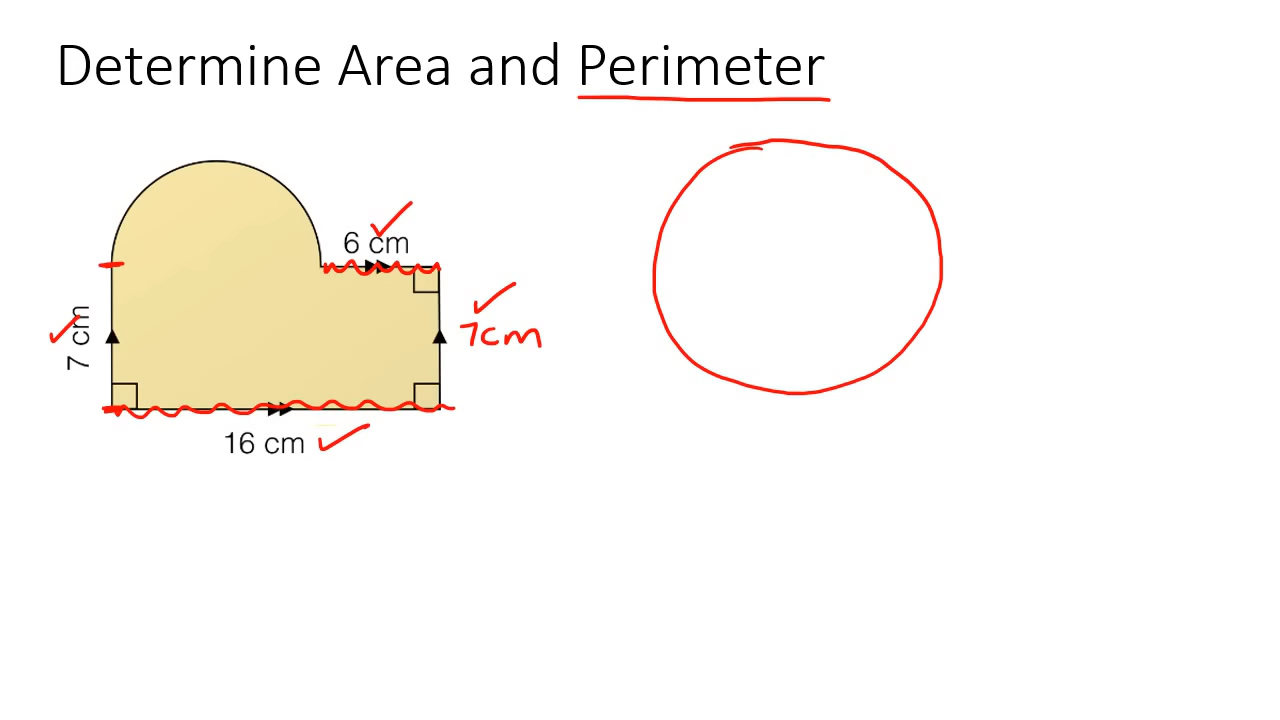 Determine Area and Perimeter
6 cm
7 cm
7cm
16 cm